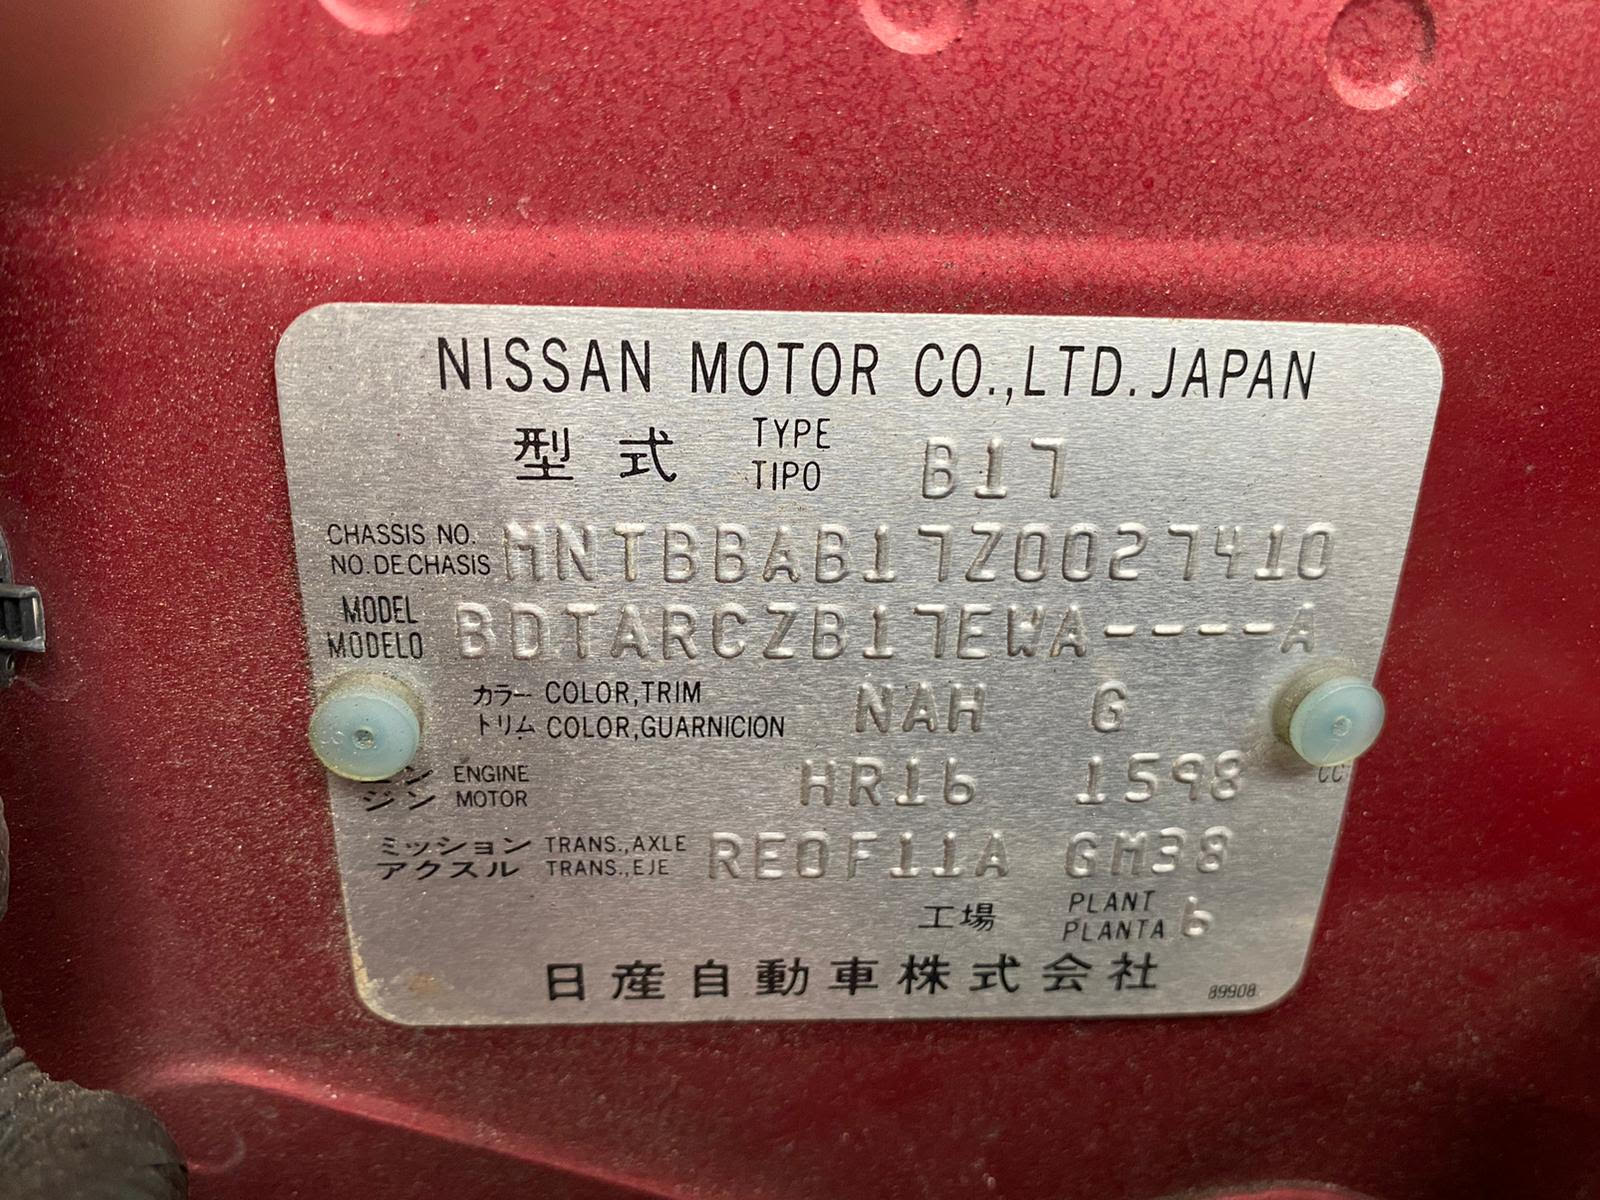 NISSAN MOTOR CO.,LTD.JAPAN
型式 TYPE B17
TIPO
CHASSIS NO. MNTBBAB17Z0027410
NO.DE CHASIS
MODEL BDTARCZB17EWA----A
MODELO
カラー COLOR,TRIM NAH G
トリム COLOR,GUARNICION
ン ENGINE HR16 1598 CC
ジン MOTOR
ミッション TRANS.,AXLE RE0F11A GM38
アクスル TRANS.,EJE
工場 PLANT 6
PLANTA
日産自動車株式会社 89908